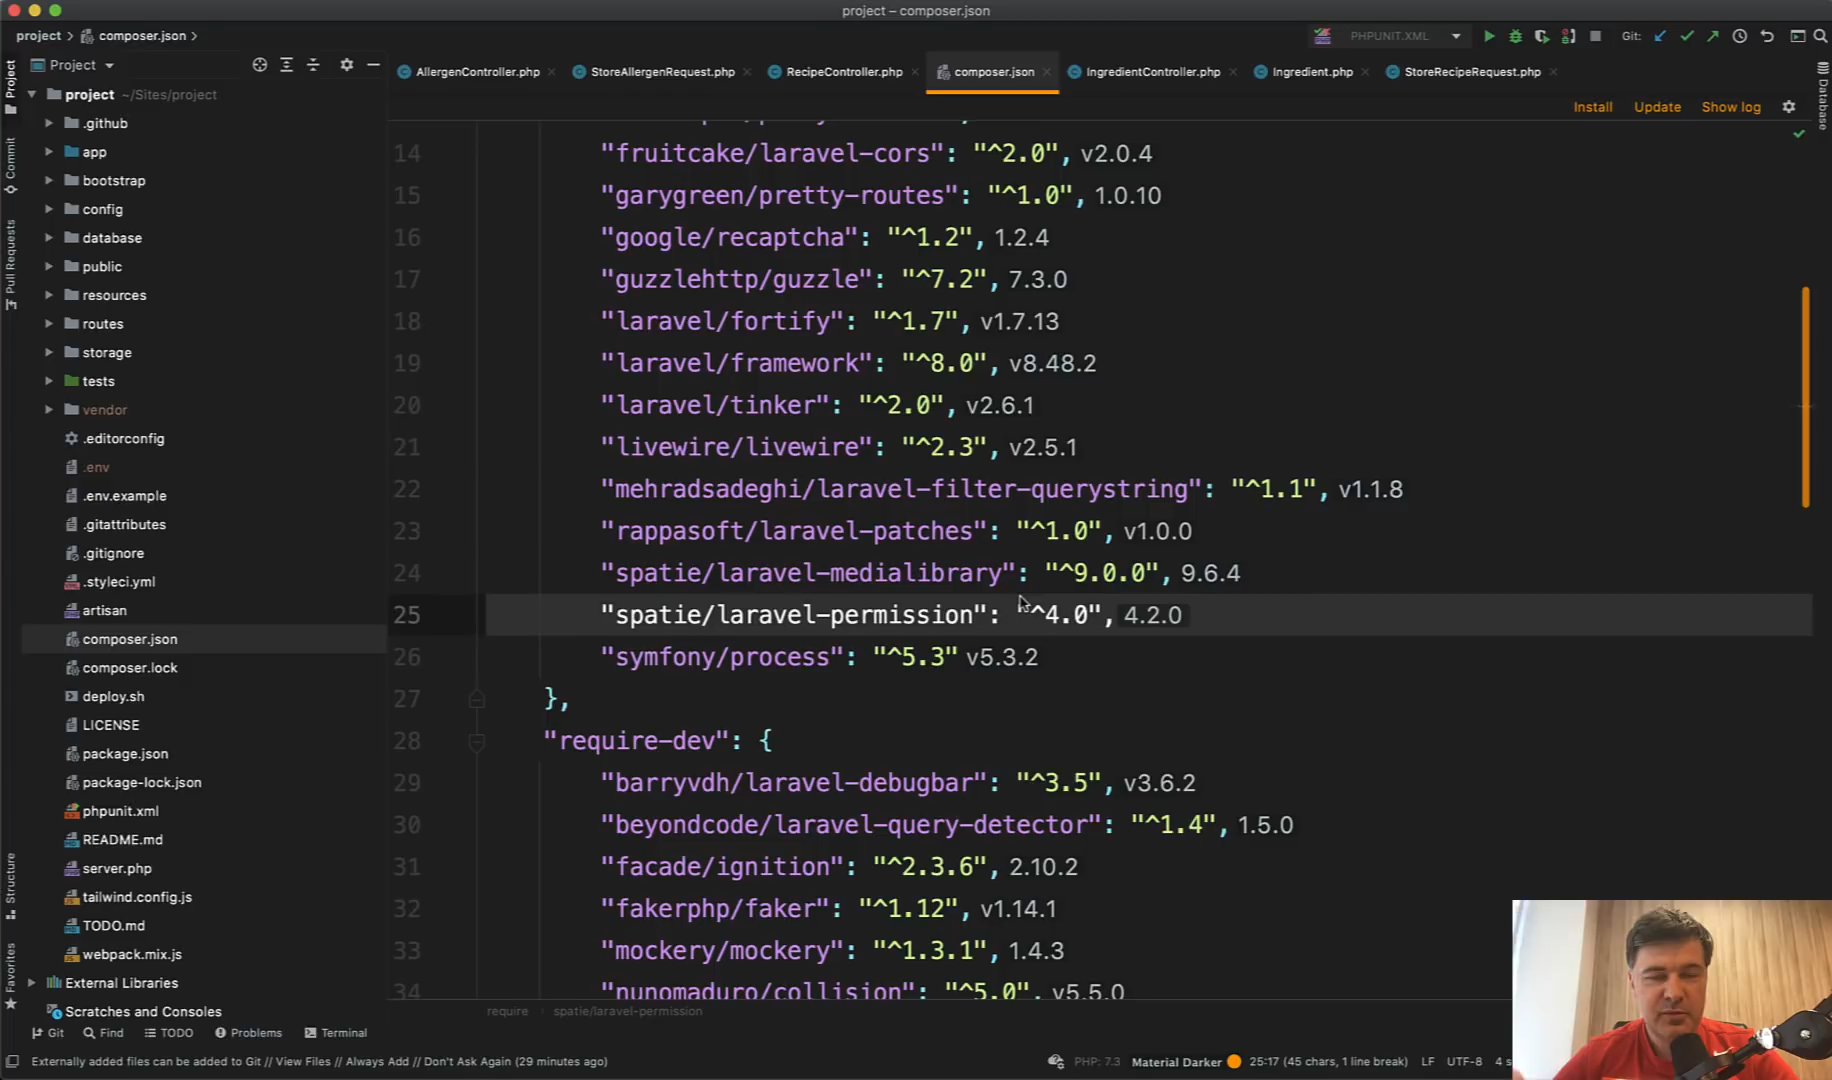 project – composer.json
project
composer.json
PHPUNIT.XML
Git:
Project
AllergenController.php
StoreAllergenRequest.php
RecipeController.php
composer.json
IngredientController.php
Ingredient.php
StoreRecipeRequest.php
Install
Update
Show log
Project
Commit
Pull Requests
Structure
Favorites
Database
project ~/Sites/project
.github
app
bootstrap
config
database
public
resources
routes
storage
tests
vendor
.editorconfig
.env
.env.example
.gitattributes
.gitignore
.styleci.yml
artisan
composer.json
composer.lock
deploy.sh
LICENSE
package.json
package-lock.json
phpunit.xml
README.md
server.php
tailwind.config.js
TODO.md
webpack.mix.js
External Libraries
Scratches and Consoles
14 "fruitcake/laravel-cors": "^2.0", v2.0.4
15 "garygreen/pretty-routes": "^1.0", 1.0.10
16 "google/recaptcha": "^1.2", 1.2.4
17 "guzzlehttp/guzzle": "^7.2", 7.3.0
18 "laravel/fortify": "^1.7", v1.7.13
19 "laravel/framework": "^8.0", v8.48.2
20 "laravel/tinker": "^2.0", v2.6.1
21 "livewire/livewire": "^2.3", v2.5.1
22 "mehradsadeghi/laravel-filter-querystring": "^1.1", v1.1.8
23 "rappasoft/laravel-patches": "^1.0", v1.0.0
24 "spatie/laravel-medialibrary": "^9.0.0", 9.6.4
25 "spatie/laravel-permission": "^4.0", 4.2.0
26 "symfony/process": "^5.3" v5.3.2
27 },
28 "require-dev": {
29 "barryvdh/laravel-debugbar": "^3.5", v3.6.2
30 "beyondcode/laravel-query-detector": "^1.4", 1.5.0
31 "facade/ignition": "^2.3.6", 2.10.2
32 "fakerphp/faker": "^1.12", v1.14.1
33 "mockery/mockery": "^1.3.1", 1.4.3
34 "nunomaduro/collision": "^5.0", v5.5.0
require spatie/laravel-permission
Git
Find
TODO
Problems
Terminal
Externally added files can be added to Git // View Files // Always Add // Don't Ask Again (29 minutes ago)
PHP: 7.3
Material Darker
25:17 (45 chars, 1 line break)
LF
UTF-8
4 s